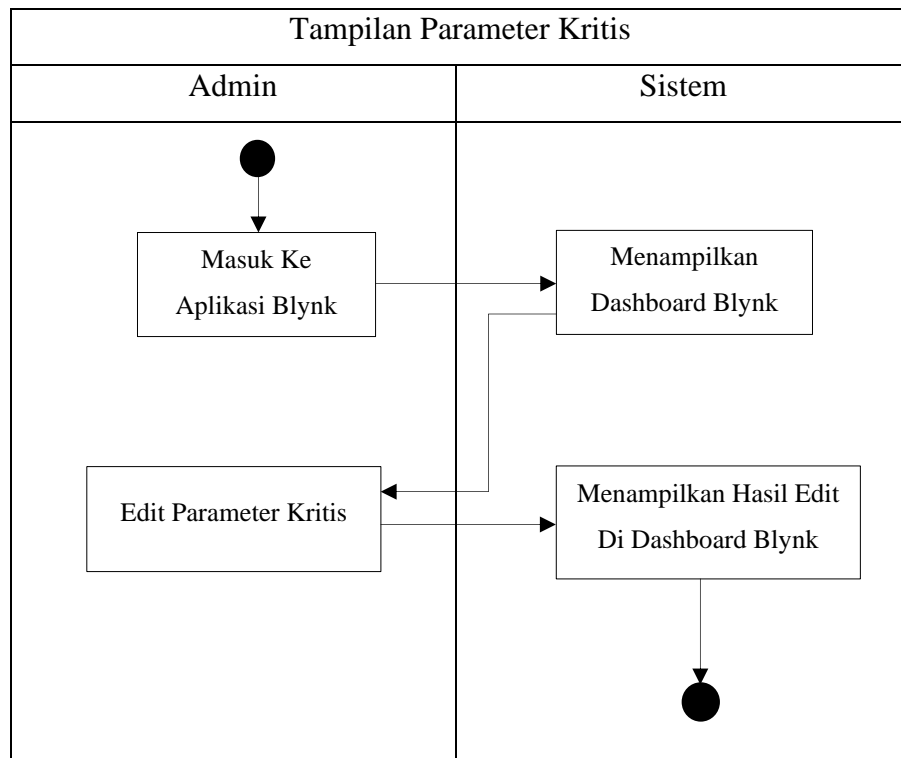 Tampilan Parameter Kritis
Admin
Sistem
Masuk Ke
Aplikasi Blynk
Menampilkan
Dashboard Blynk
Edit Parameter Kritis
Menampilkan Hasil Edit
Di Dashboard Blynk